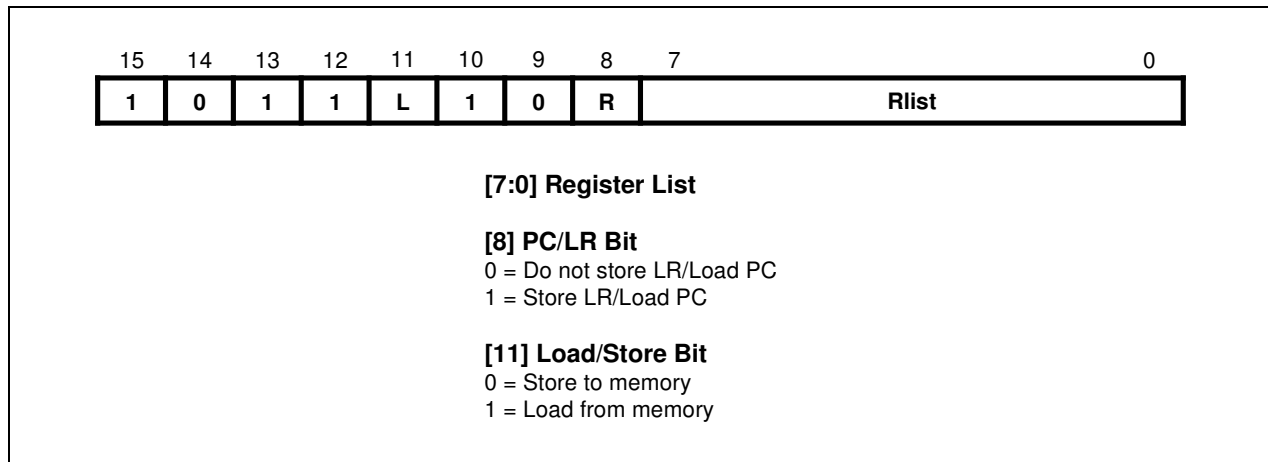 15 14 13 12 11 10 9 8 7 0
1 0 1 1 L 1 0 R Rlist
[7:0] Register List
[8] PC/LR Bit
0 = Do not store LR/Load PC
1 = Store LR/Load PC
[11] Load/Store Bit
0 = Store to memory
1 = Load from memory